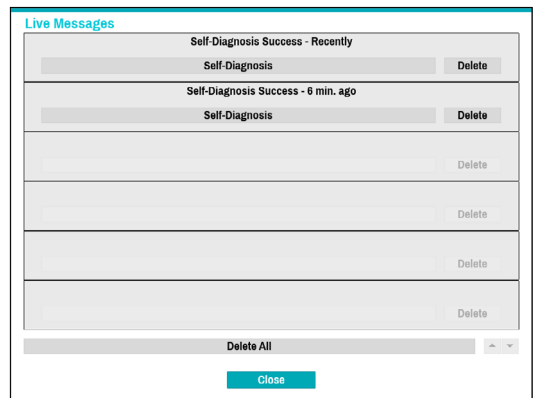 Live Messages
Self-Diagnosis Success - Recently
Self-Diagnosis Delete
Self-Diagnosis Success - 6 min. ago
Self-Diagnosis Delete
Delete
Delete
Delete
Delete
Delete All
Close